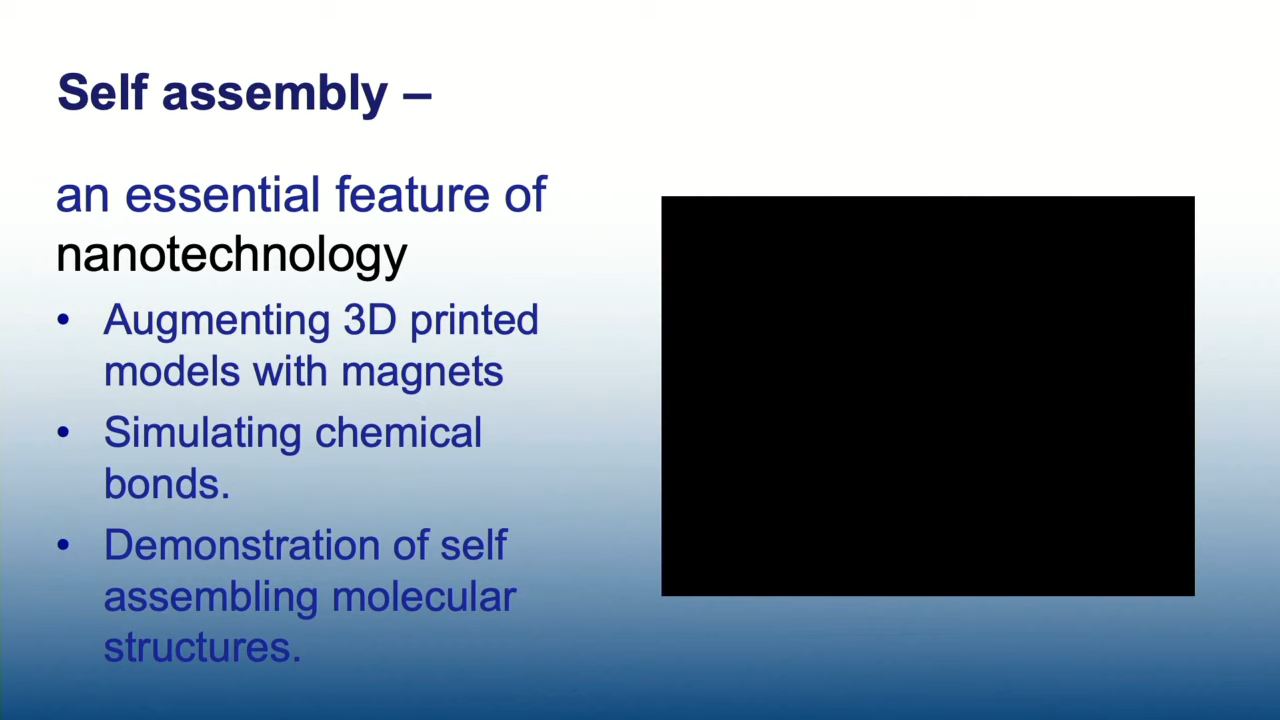 Self assembly –
an essential feature of
nanotechnology
• Augmenting 3D printed
models with magnets
• Simulating chemical
bonds.
• Demonstration of self
assembling molecular
structures.